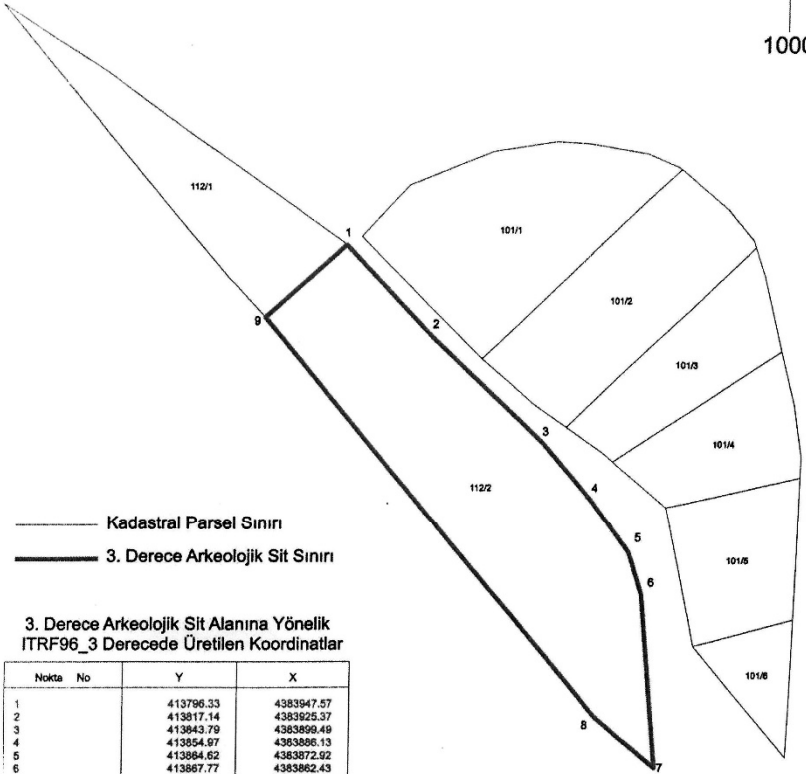 1000
112/1
1
101/1
9
2
101/2
3
101/3
101/4
112/2
4
5
6
101/5
101/6
8
7
Kadastral Parsel Sınırı
3. Derece Arkeolojik Sit Sınırı
3. Derece Arkeolojik Sit Alanına Yönelik
ITRF96_3 Derecede Üretilen Koordinatlar
Nokta No Y X
1 413796.33 4383947.57
2 413817.14 4383925.37
3 413843.79 4383899.49
4 413854.97 4383886.13
5 413864.62 4383872.92
6 413867.77 4383862.43